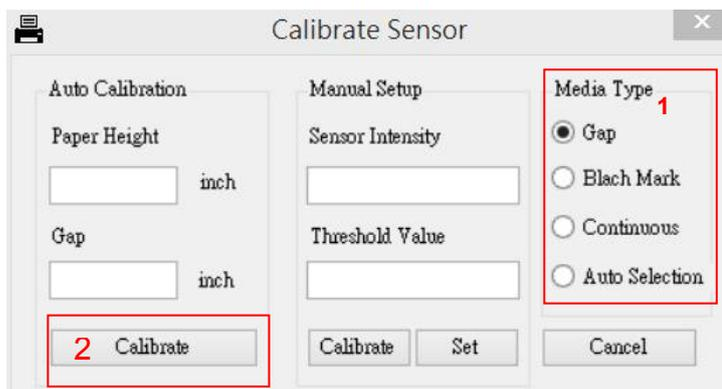 Calibrate Sensor
x
Auto Calibration
Paper Height
inch
Gap
inch
2 Calibrate
Manual Setup
Sensor Intensity
Threshold Value
Calibrate
Set
Media Type
1
Gap
Blach Mark
Continuous
Auto Selection
Cancel